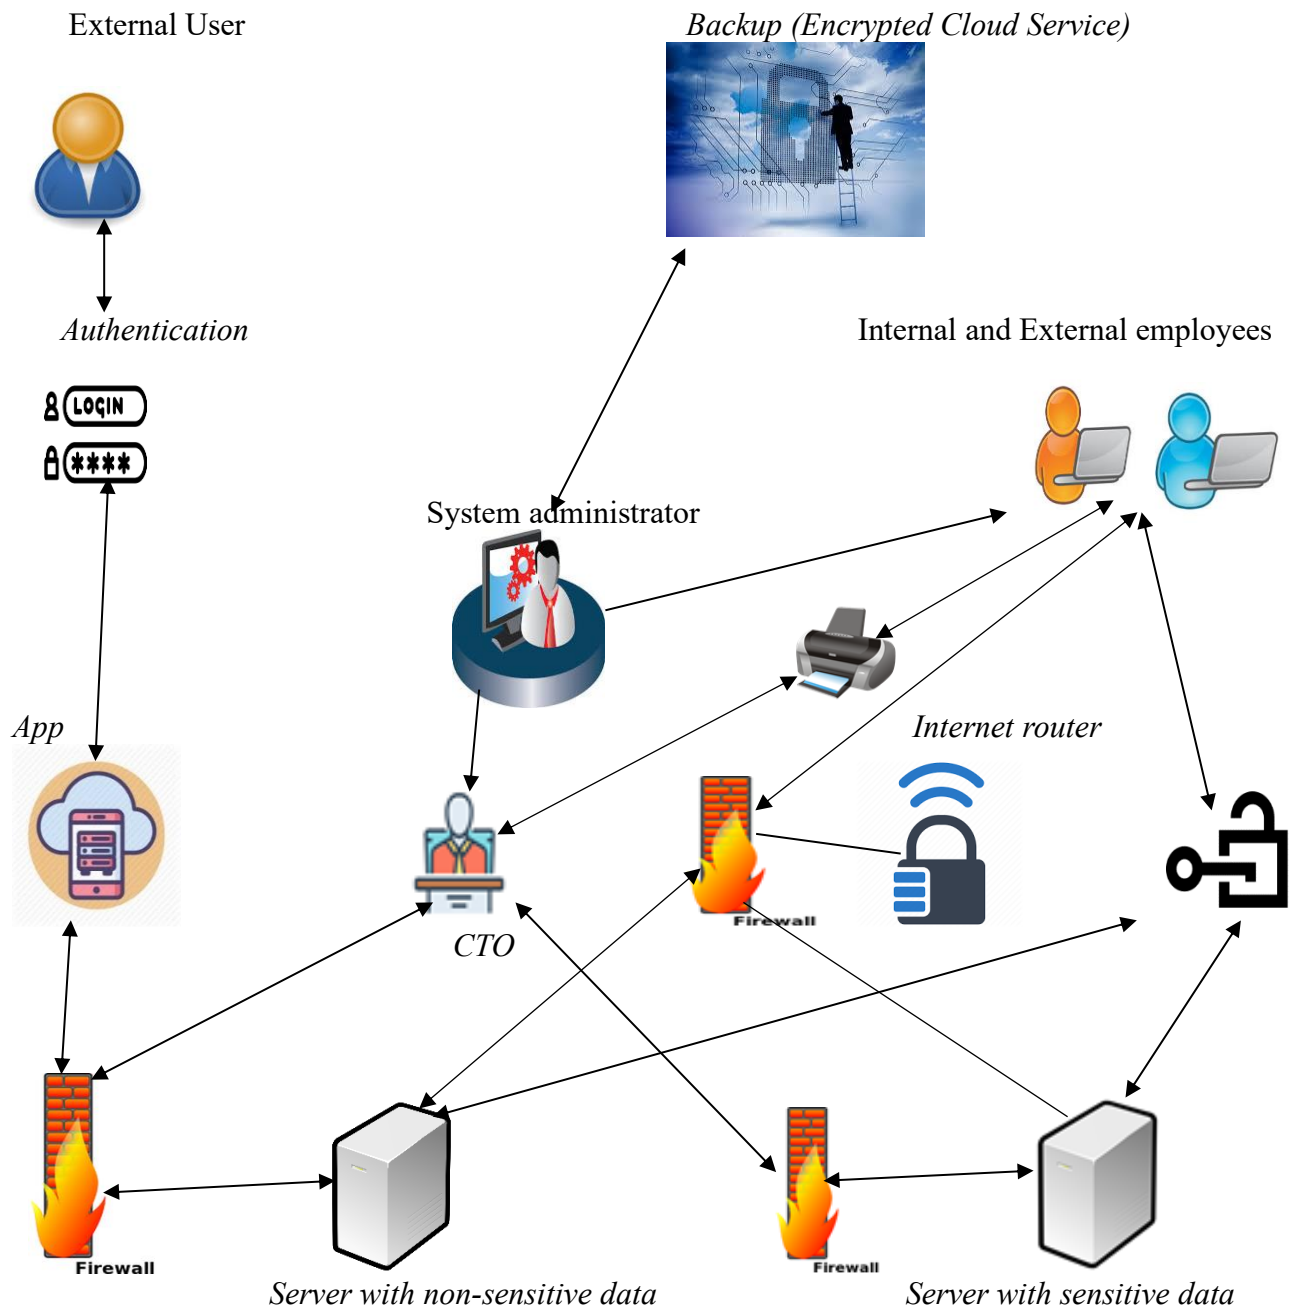 External User
Backup (Encrypted Cloud Service)
Authentication
Internal and External employees
LOGIN
****
System administrator
App
Internet router
Firewall
CTO
Firewall
Firewall
Server with non-sensitive data
Server with sensitive data